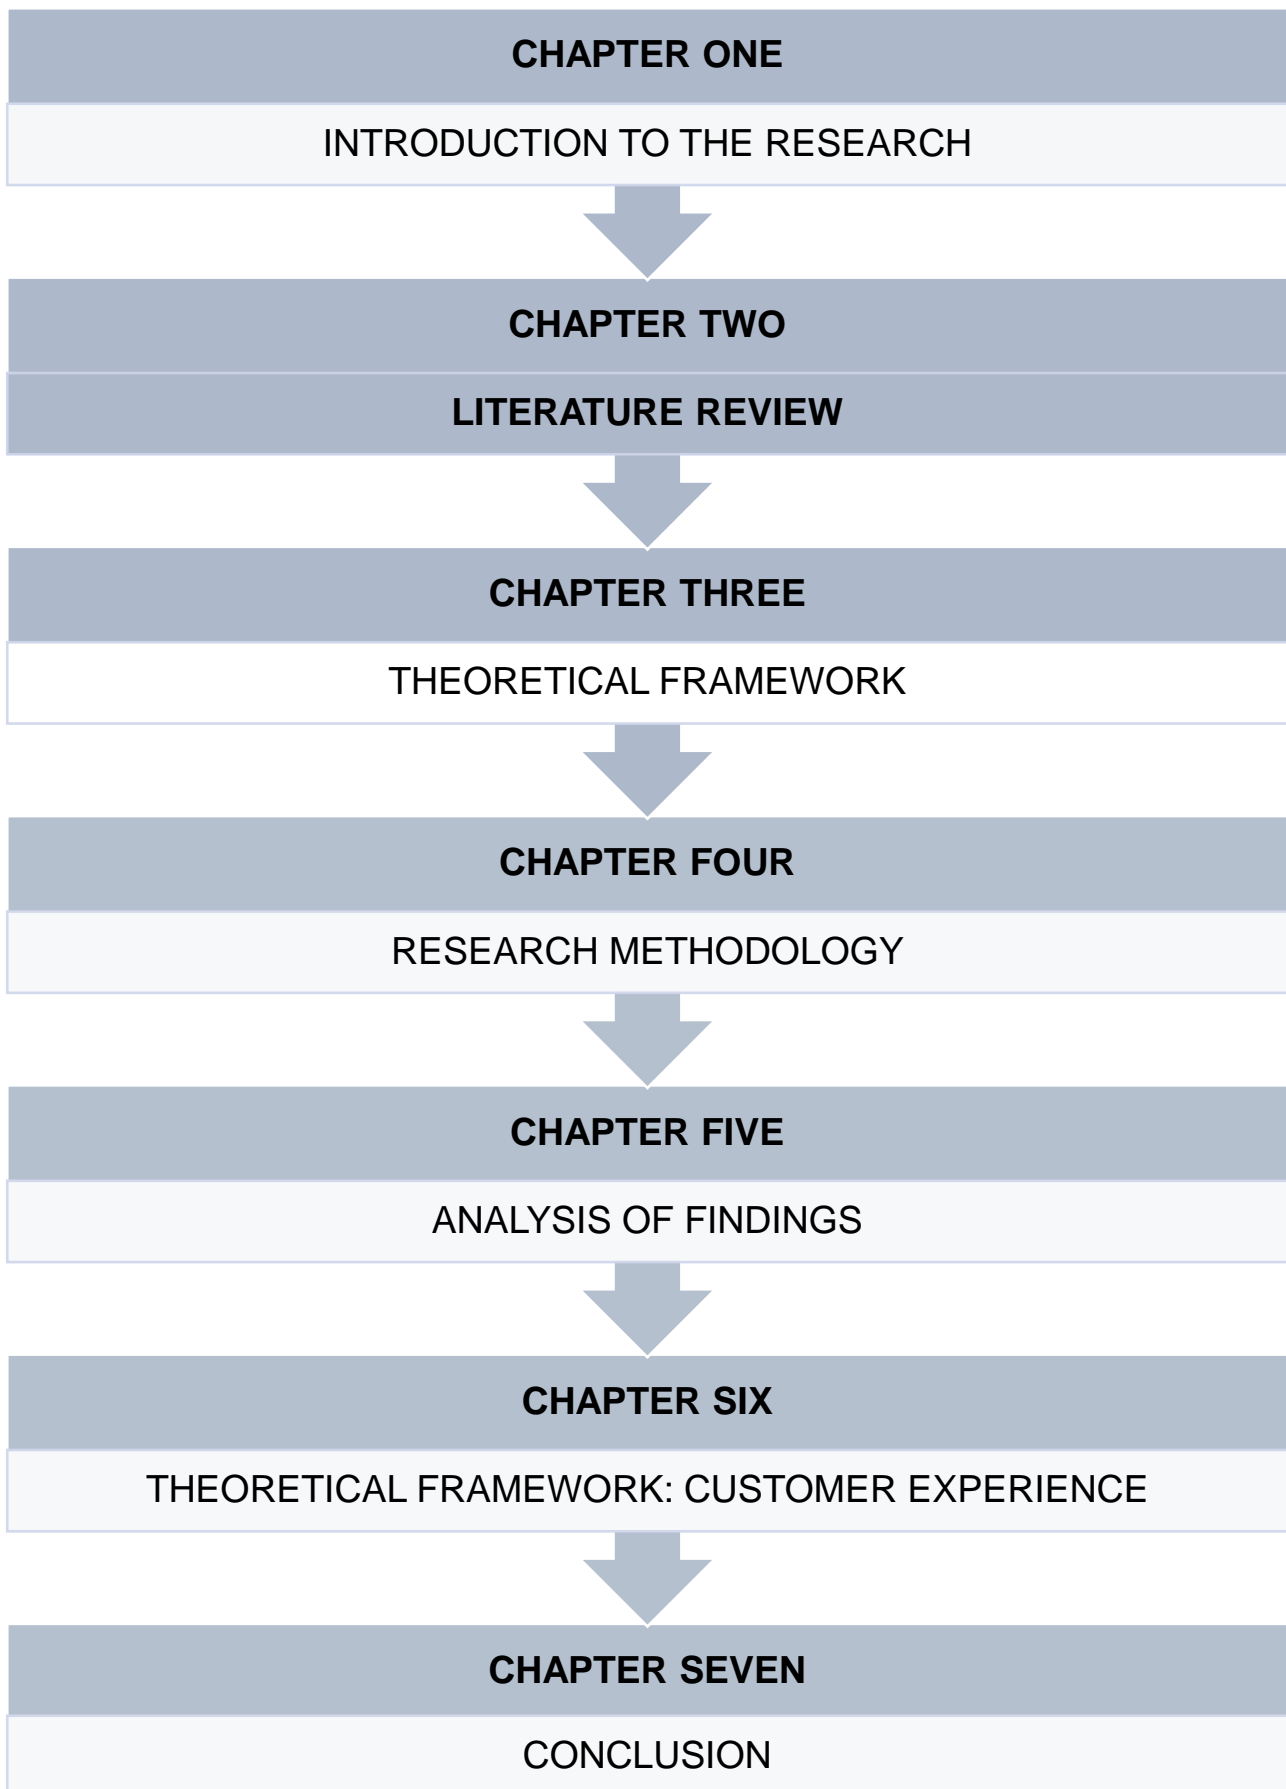 CHAPTER ONE
INTRODUCTION TO THE RESEARCH
CHAPTER TWO
LITERATURE REVIEW
CHAPTER THREE
THEORETICAL FRAMEWORK
CHAPTER FOUR
RESEARCH METHODOLOGY
CHAPTER FIVE
ANALYSIS OF FINDINGS
CHAPTER SIX
THEORETICAL FRAMEWORK: CUSTOMER EXPERIENCE
CHAPTER SEVEN
CONCLUSION